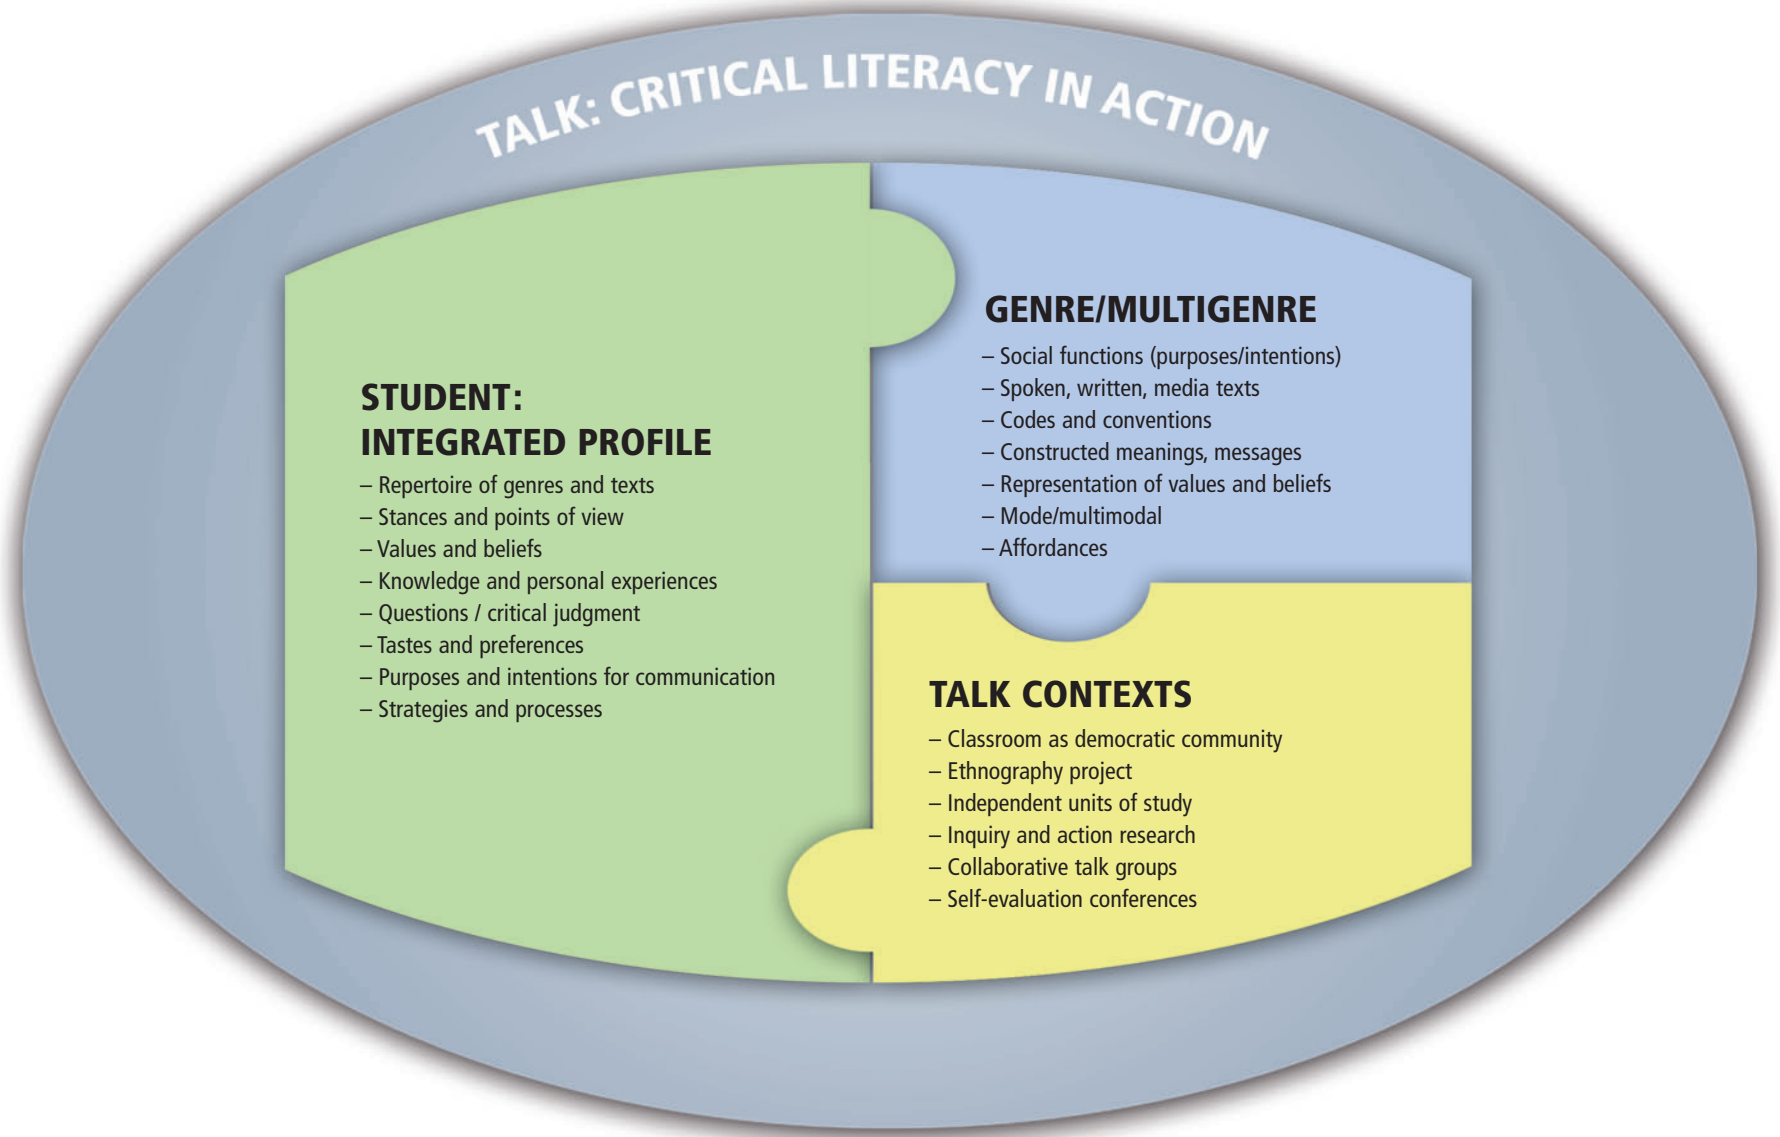 TALK: CRITICAL LITERACY IN ACTION
STUDENT:
INTEGRATED PROFILE
– Repertoire of genres and texts
– Stances and points of view
– Values and beliefs
– Knowledge and personal experiences
– Questions / critical judgment
– Tastes and preferences
– Purposes and intentions for communication
– Strategies and processes
GENRE/MULTIGENRE
– Social functions (purposes/intentions)
– Spoken, written, media texts
– Codes and conventions
– Constructed meanings, messages
– Representation of values and beliefs
– Mode/multimodal
– Affordances
TALK CONTEXTS
– Classroom as democratic community
– Ethnography project
– Independent units of study
– Inquiry and action research
– Collaborative talk groups
– Self-evaluation conferences